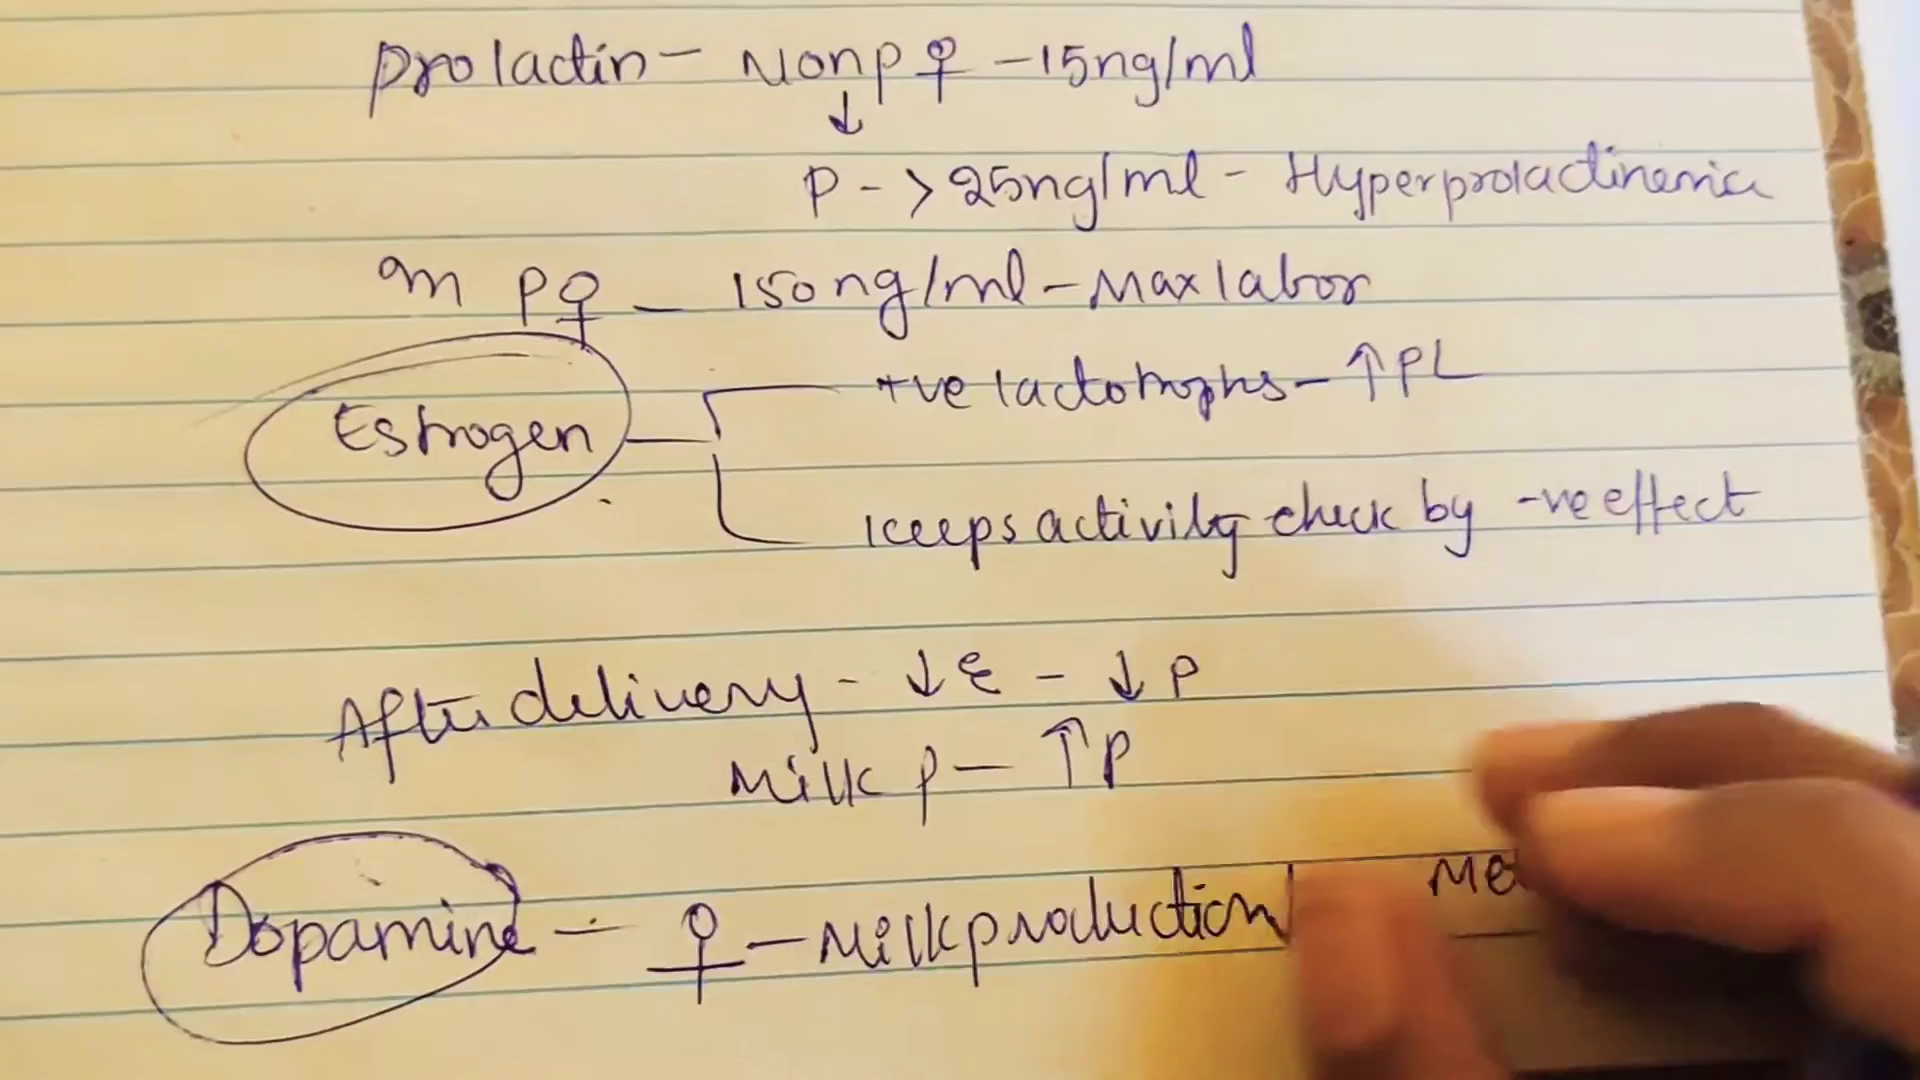 Prolactin - Nonp ♀ - 15ng/ml
↓
P - > 25ng/ml - Hyperprolactinemia
In P♀ - 150ng/ml - Max labor
Estrogen
+ve lactotrophs - ↑PL
Keeps activity check by -ve effect
After delivery - ↓ E - ↓ P
Milk p - ↑P
Dopamine - ♀ - Milk production